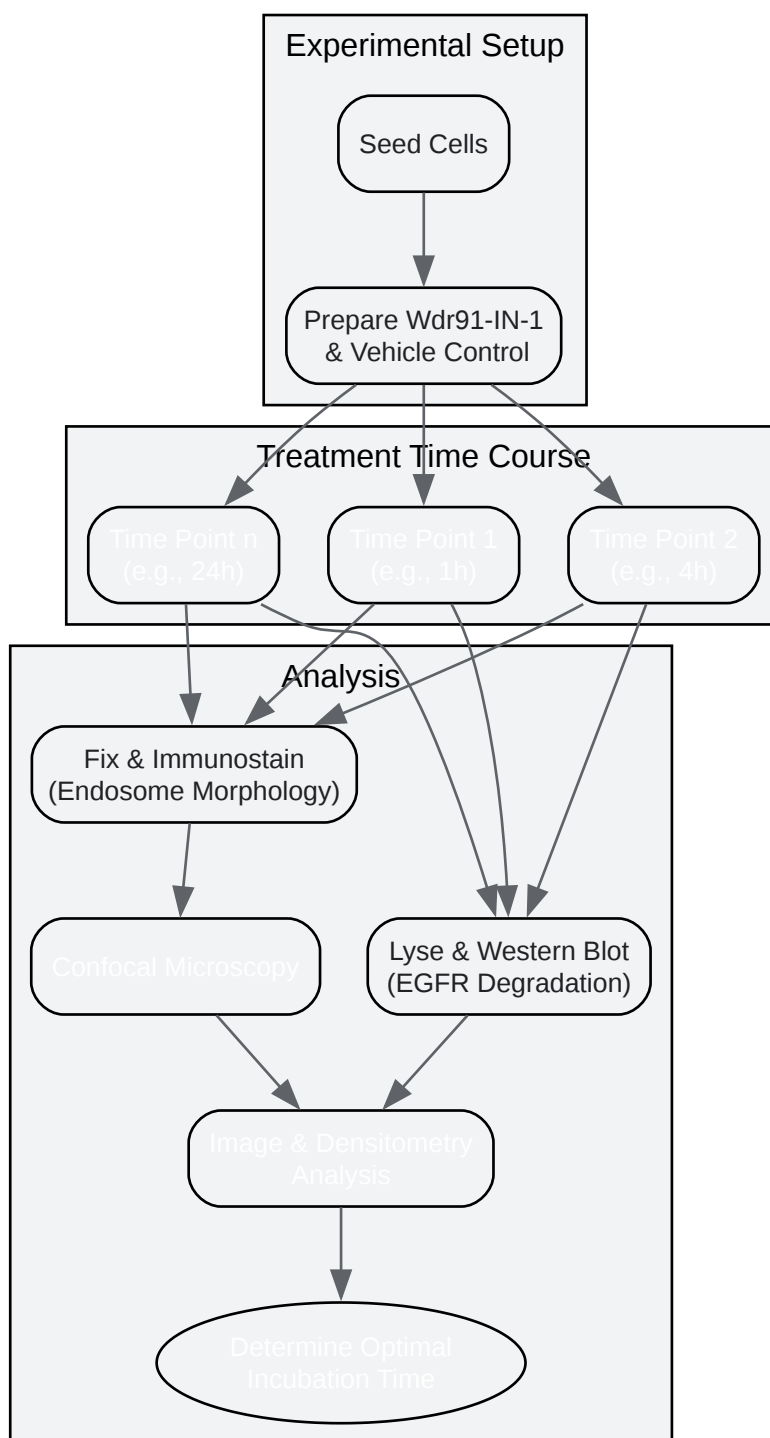 Experimental Setup
Seed Cells
Prepare Wdr91-IN-1
& Vehicle Control
Treatment Time Course
Time Point n
(e.g., 24h)
Time Point 1
(e.g., 1h)
Time Point 2
(e.g., 4h)
Analysis
Fix & Immunostain
(Endosome Morphology)
Confocal Microscopy
Lyse & Western Blot
(EGFR Degradation)
Image & Densitometry
Analysis
Determine Optimal
Incubation Time